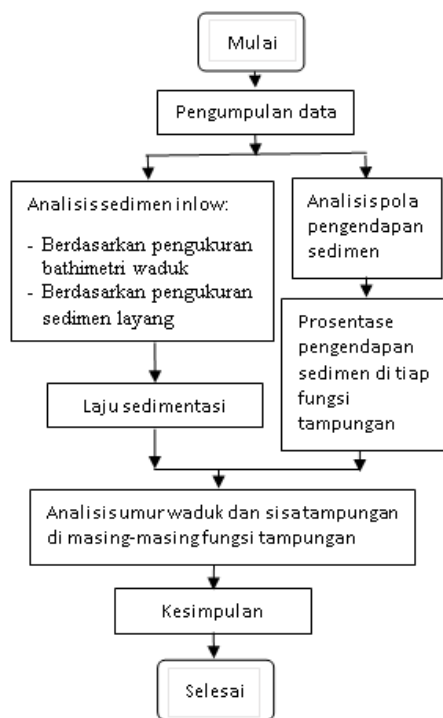 Mulai
Pengumpulan data
Analisis sedimen inlow:
- Berdasarkan pengukuran
bathimetri waduk
- Berdasarkan pengukuran
sedimen layang
Analisis pola
pengendapan
sedimen
Laju sedimentasi
Prosentase
pengendapan
sedimen di tiap
fungsi
tampungan
Analisis umur waduk dan sisa tampungan
di masing-masing fungsi tampungan
Kesimpulan
Selesai